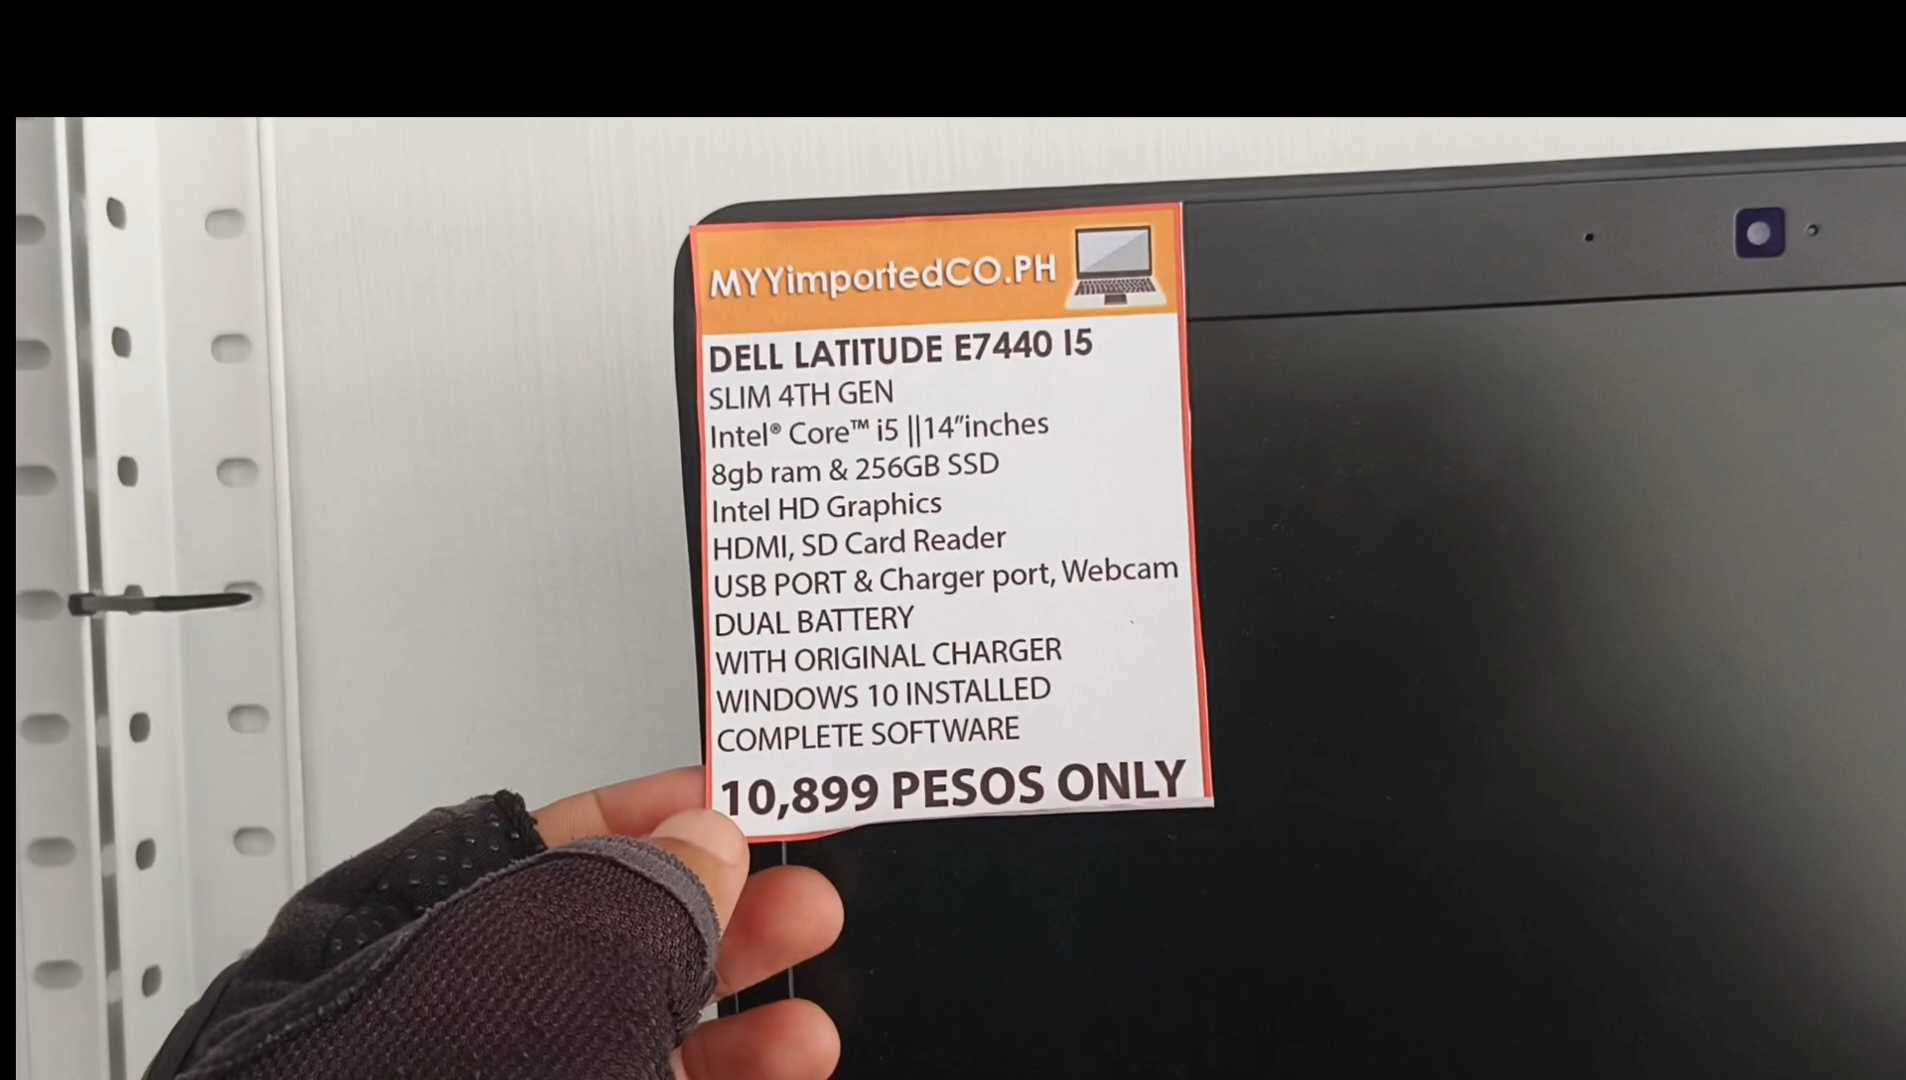 MYYimportedCO.PH
DELL LATITUDE E7440 I5
SLIM 4TH GEN
Intel® Core™ i5 ||14"inches
8gb ram & 256GB SSD
Intel HD Graphics
HDMI, SD Card Reader
USB PORT & Charger port, Webcam
DUAL BATTERY
WITH ORIGINAL CHARGER
WINDOWS 10 INSTALLED
COMPLETE SOFTWARE
10,899 PESOS ONLY